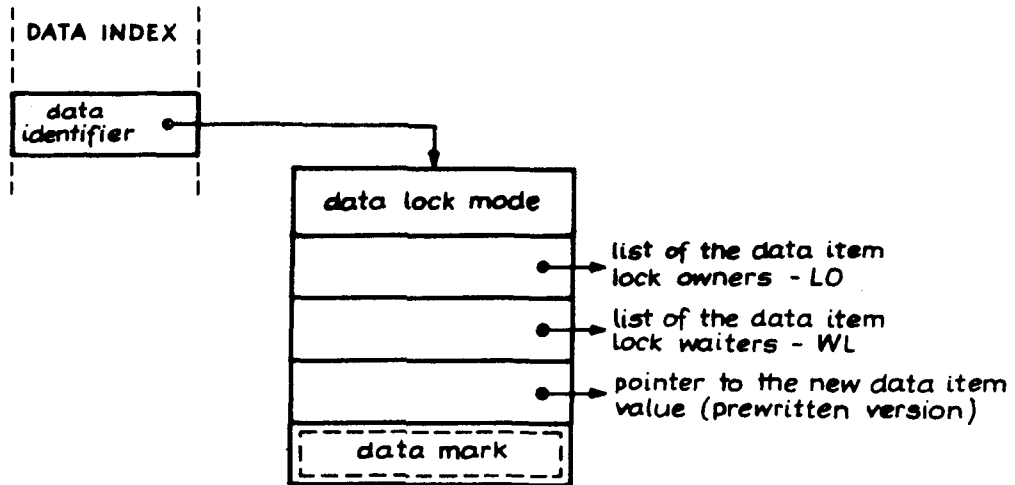 DATA INDEX
data
identifier
data lock mode
list of the data item
lock owners - LO
list of the data item
lock waiters - WL
pointer to the new data item
value (prewritten version)
data mark